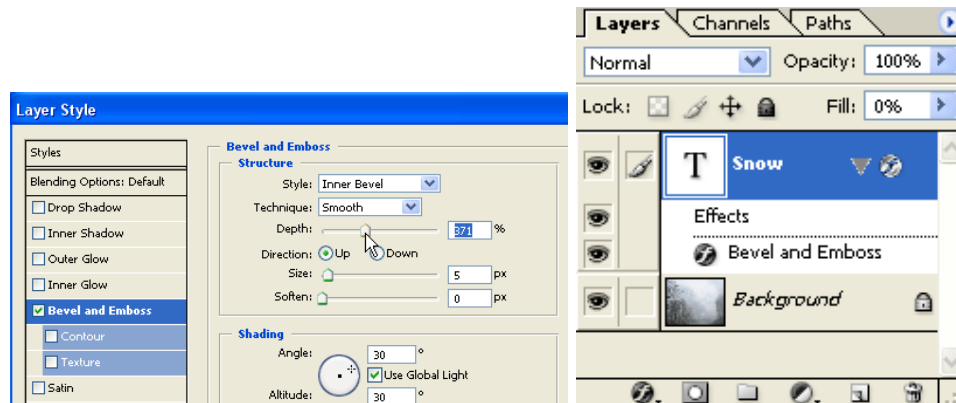 Layer Style
Styles
Blending Options: Default
Drop Shadow
Inner Shadow
Outer Glow
Inner Glow
Bevel and Emboss
Contour
Texture
Satin
Bevel and Emboss
Structure
Style: Inner Bevel
Technique: Smooth
Depth: 371 %
Direction: Up Down
Size: 5 px
Soften: 0 px
Shading
Angle: 30 °
Use Global Light
Altitude: 30 °
Layers Channels Paths
Normal Opacity: 100%
Lock: Fill: 0%
T Snow
Effects
Bevel and Emboss
Background